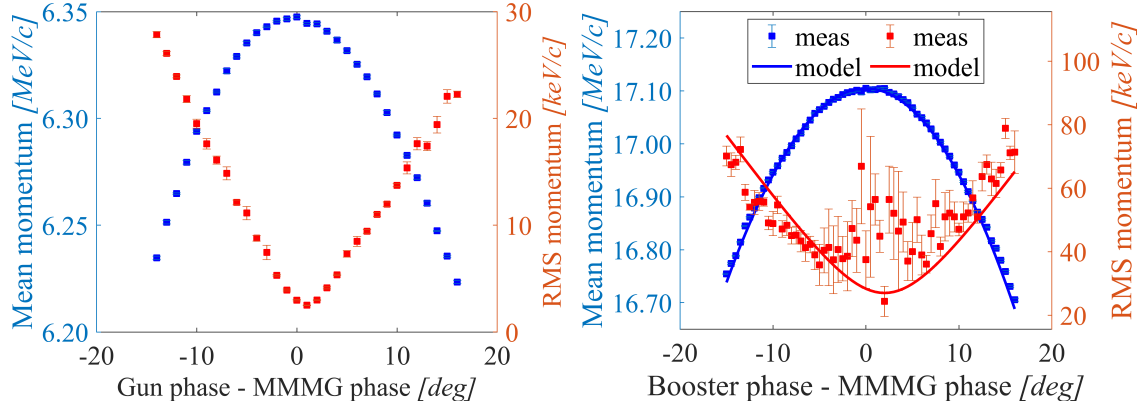 Mean momentum [MeV/c]
6.35
6.30
6.25
6.20
30
20
10
0
RMS momentum [keV/c]
-20
-10
0
10
20
Gun phase - MMMG phase [deg]
Mean momentum [MeV/c]
17.20
17.10
17.00
16.90
16.80
16.70
meas
meas
model
model
100
80
60
40
20
RMS momentum [keV/c]
-20
-10
0
10
20
Booster phase - MMMG phase [deg]